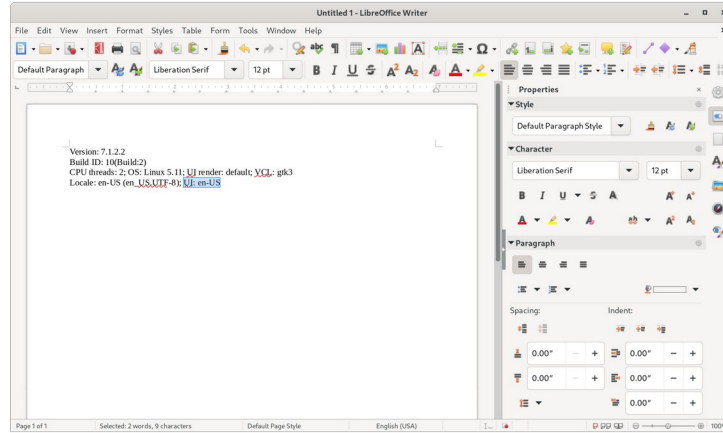 Untitled 1 - LibreOffice Writer
File Edit View Insert Format Styles Table Form Tools Window Help
Default Paragraph Liberation Serif 12 pt B I U S A² A₂ A
Version: 7.1.2.2
Build ID: 10(Build:2)
CPU threads: 2; OS: Linux 5.11; UI render: default; VCL: gtk3
Locale: en-US (en_US.UTF-8); UI: en-US
Properties
Style
Default Paragraph Style
Character
Liberation Serif 12 pt
B I U S A
Paragraph
Spacing: Indent:
0.00" 0.00"
0.00" 0.00"
0.00"
Page 1 of 1 Selected: 2 words, 9 characters Default Page Style English (USA) 100